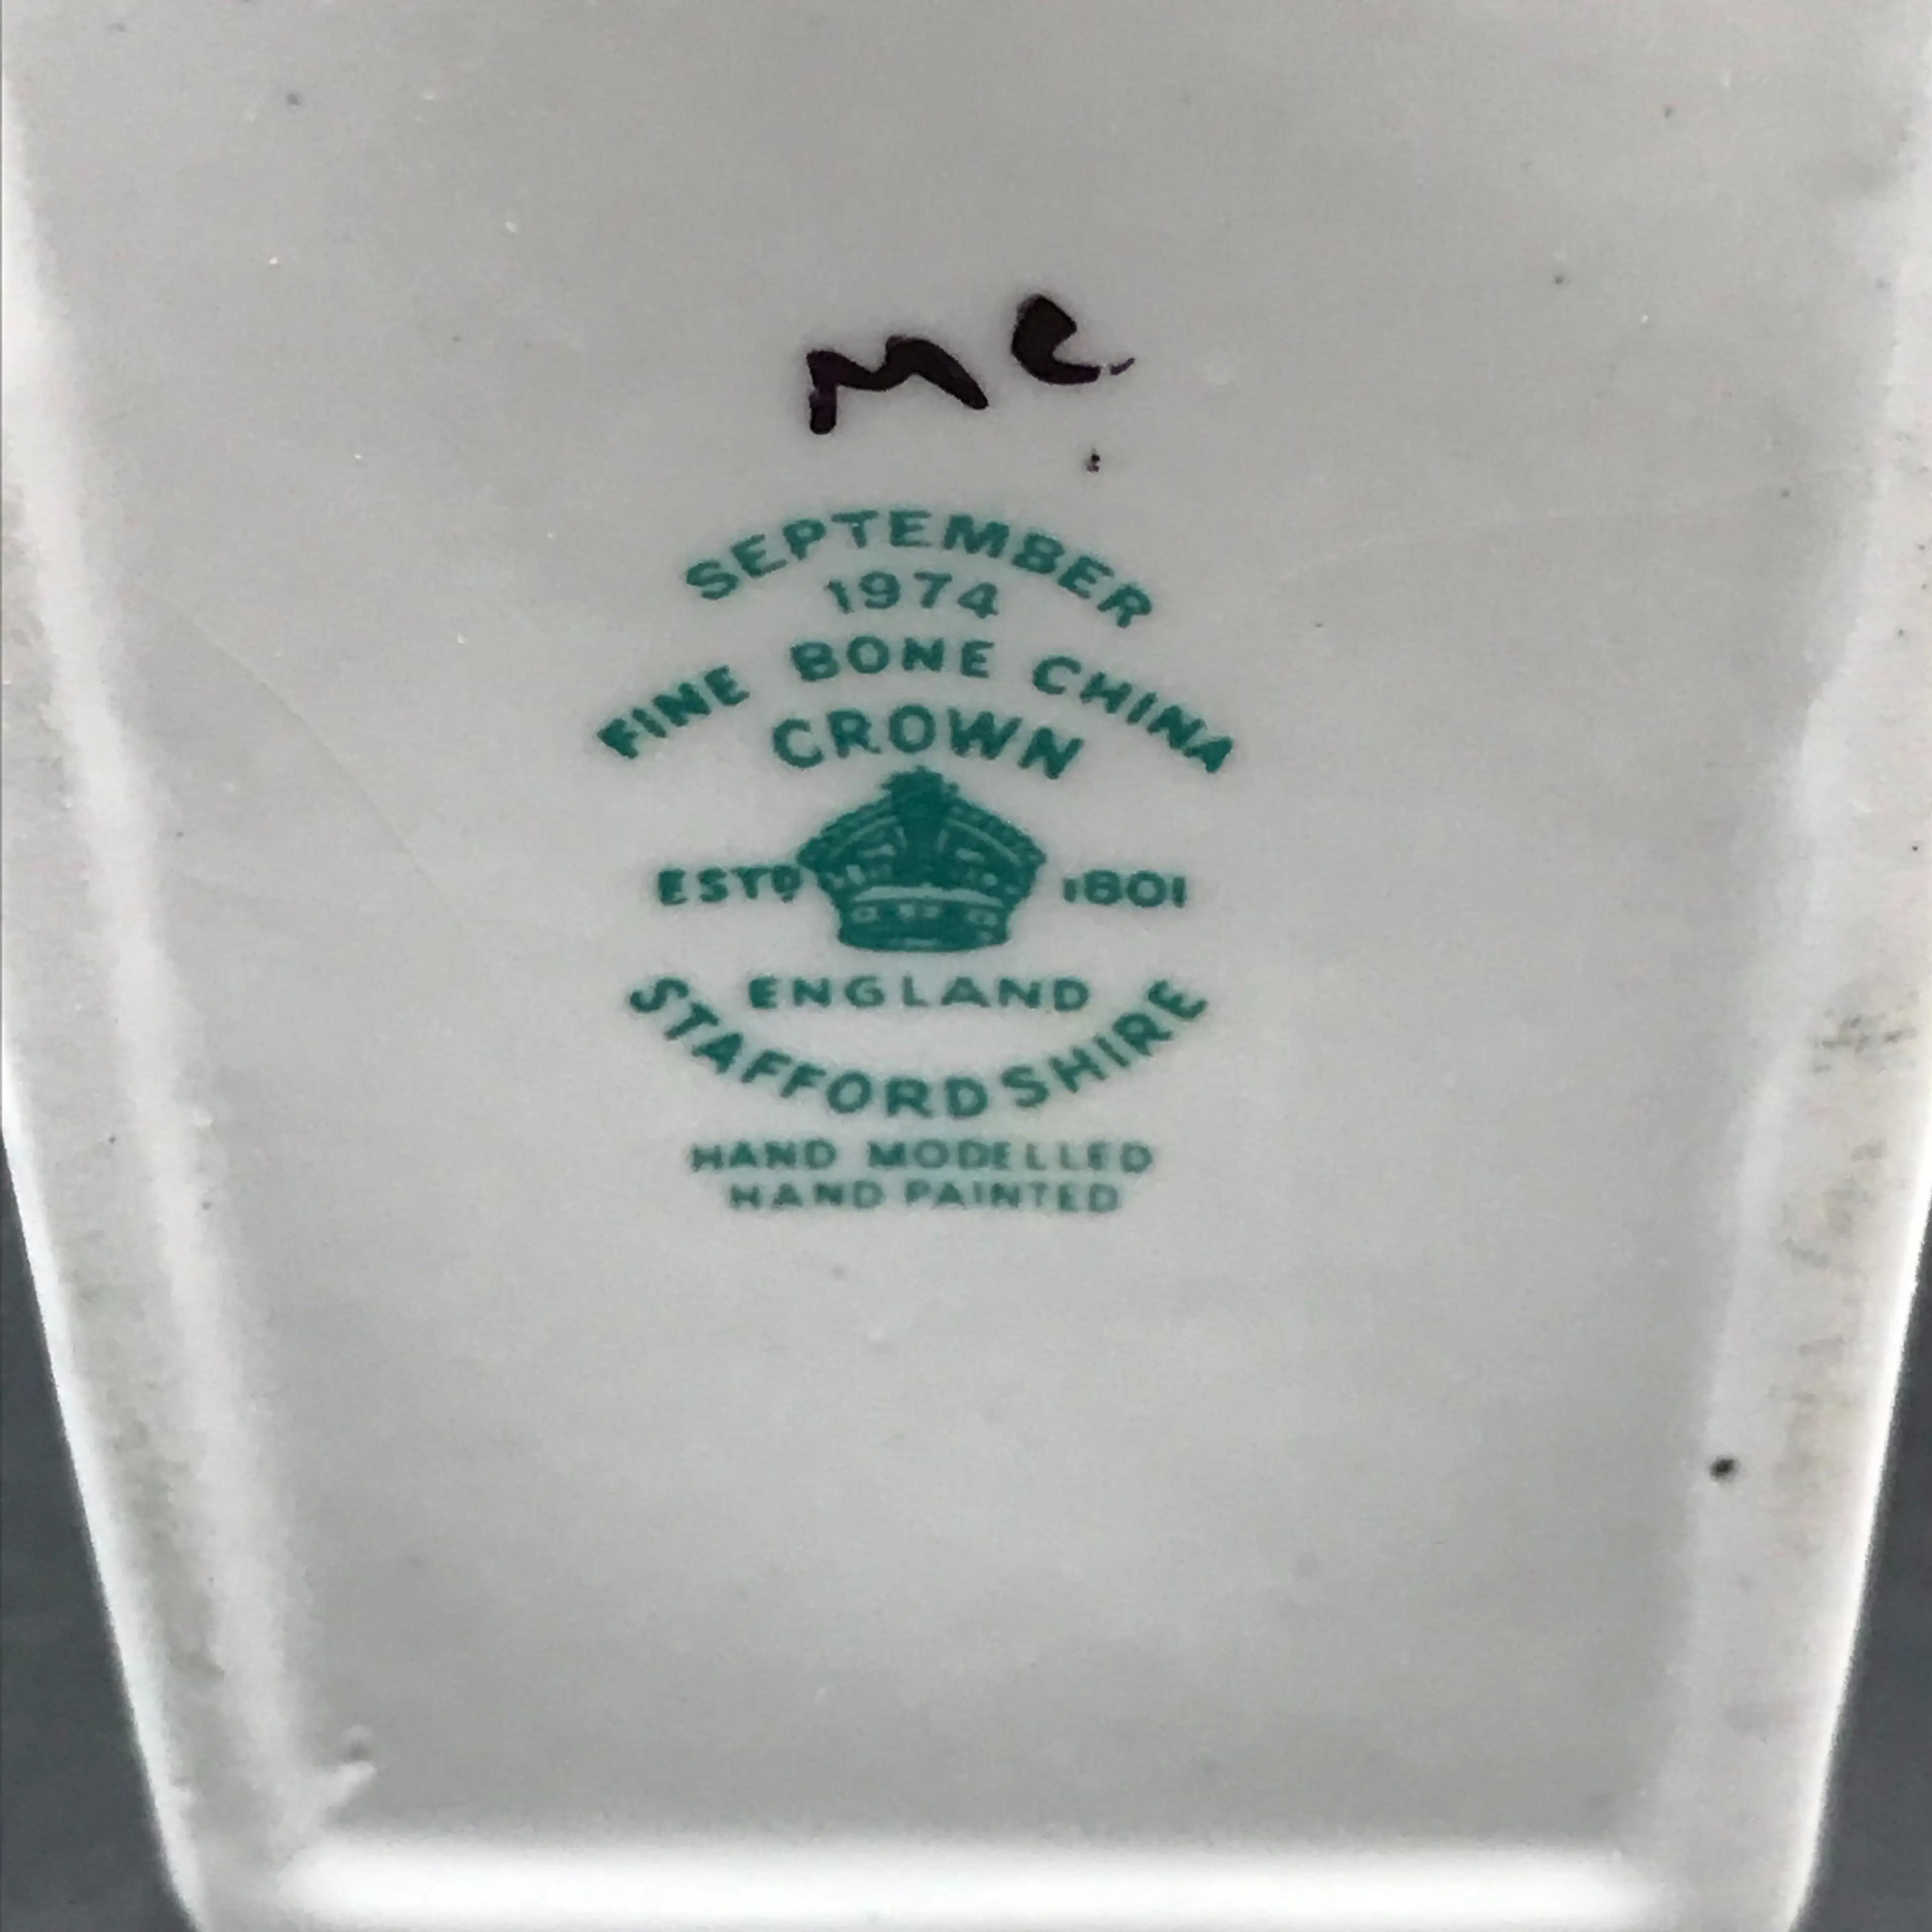 MC
SEPTEMBER
1974
FINE BONE CHINA
CROWN
ESTD 1801
ENGLAND
STAFFORDSHIRE
HAND MODELLED
HAND PAINTED